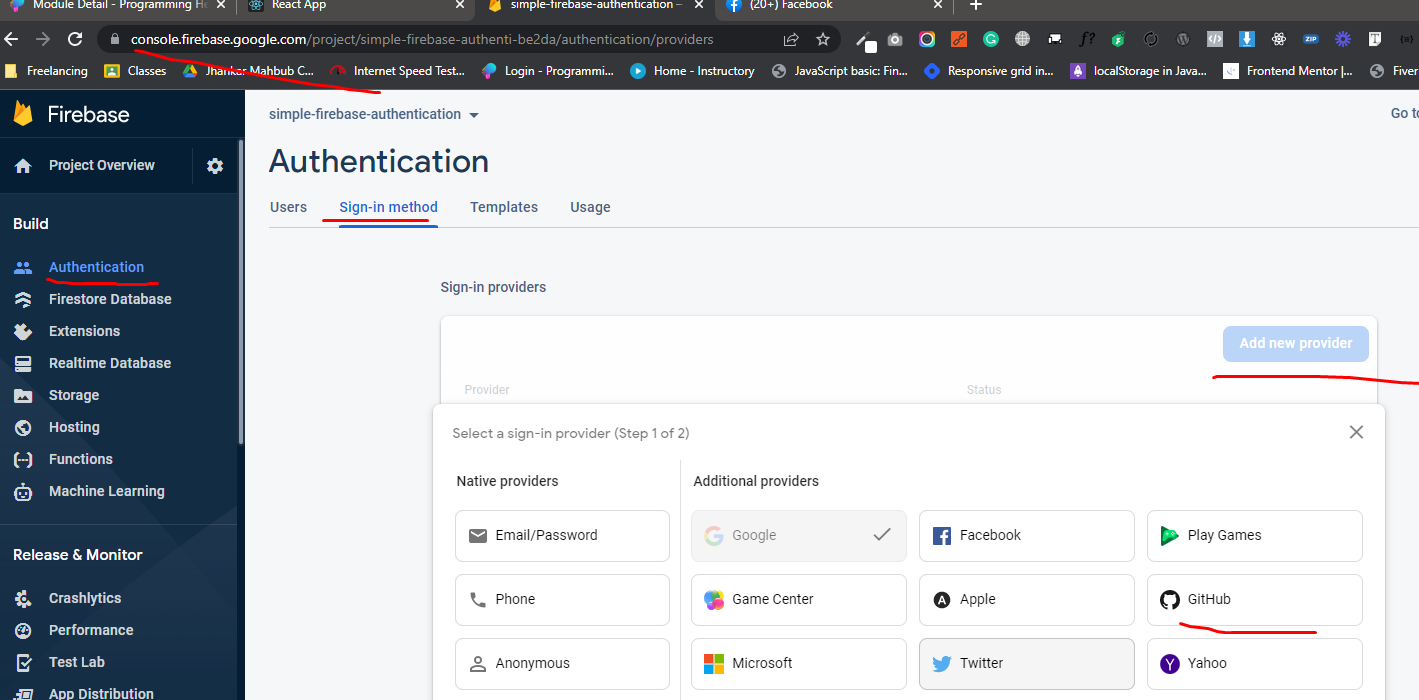 Module Detail - Programming He
React App
simple-firebase-authentication –
(20+) Facebook
console.firebase.google.com/project/simple-firebase-authenti-be2da/authentication/providers
Freelancing
Classes
Jhankar Mahbub C...
Internet Speed Test...
Login - Programmi...
Home - Instructory
JavaScript basic: Fin...
Responsive grid in...
localStorage in Java...
Frontend Mentor |...
Fiver
Firebase
simple-firebase-authentication
Go to
Project Overview
Authentication
Users
Sign-in method
Templates
Usage
Build
Authentication
Firestore Database
Extensions
Realtime Database
Storage
Hosting
Functions
Machine Learning
Release & Monitor
Crashlytics
Performance
Test Lab
App Distribution
Sign-in providers
Add new provider
Provider
Status
Select a sign-in provider (Step 1 of 2)
Native providers
Additional providers
Email/Password
Google
Facebook
Play Games
Phone
Game Center
Apple
GitHub
Anonymous
Microsoft
Twitter
Yahoo